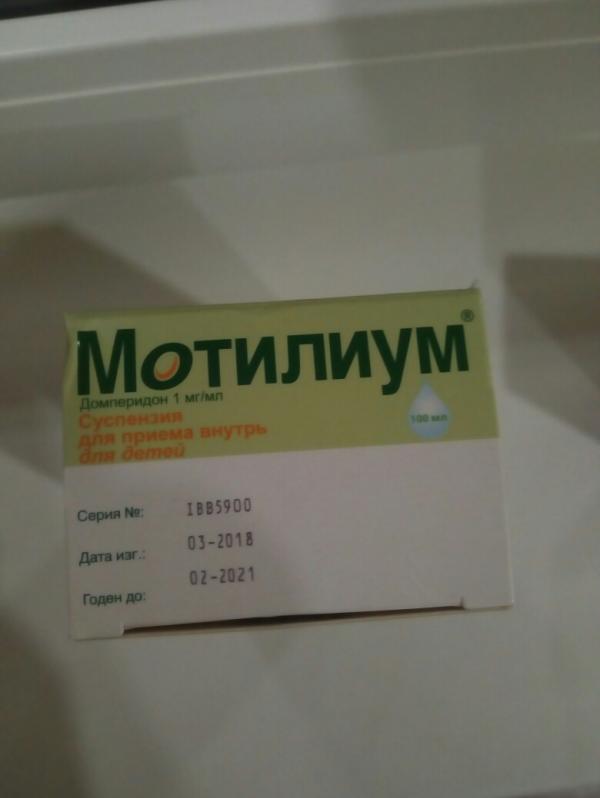 Мотилиум®
Домперидон 1 мг/мл
Суспензия
для приема внутрь
для детей
100 мл
Серия №: IBB5900
Дата изг.: 03-2018
Годен до: 02-2021